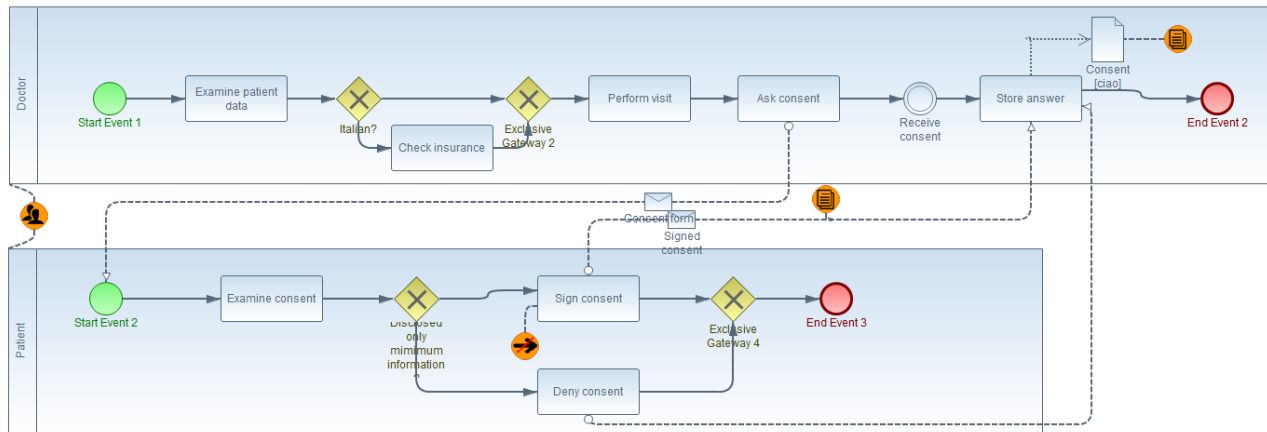 Doctor
Start Event 1
Examine patient
data
Italian?
Check insurance
Exclusive
Gateway 2
Perform visit
Ask consent
Receive
consent
Store answer
Consent
[ciao]
End Event 2
Consent form
Signed
consent
Patient
Start Event 2
Examine consent
Disclosed
only
mimimum
information
Sign consent
Deny consent
Exclusive
Gateway 4
End Event 3